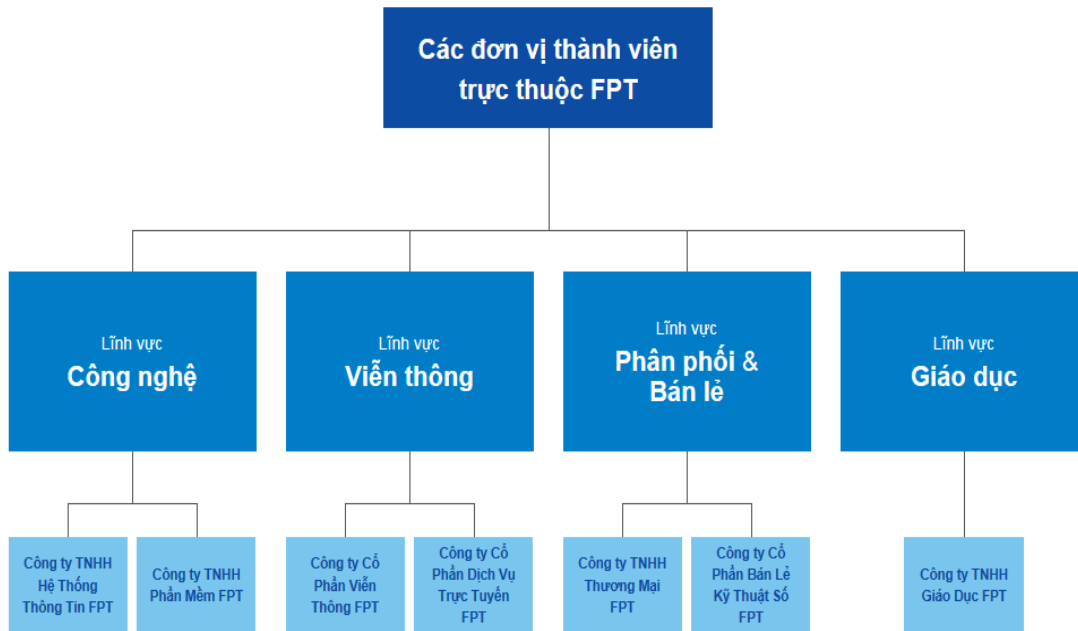 Các đơn vị thành viên
trực thuộc FPT
Lĩnh vực
Công nghệ
Lĩnh vực
Viễn thông
Lĩnh vực
Phân phối &
Bán lẻ
Lĩnh vực
Giáo dục
Công ty TNHH
Hệ Thống
Thông Tin FPT
Công ty TNHH
Phần Mềm FPT
Công ty Cổ
Phần Viễn
Thông FPT
Công ty Cổ
Phần Dịch Vụ
Trực Tuyến
FPT
Công ty TNHH
Thương Mại
FPT
Công ty Cổ
Phần Bán Lẻ
Kỹ Thuật Số
FPT
Công ty TNHH
Giáo Dục FPT